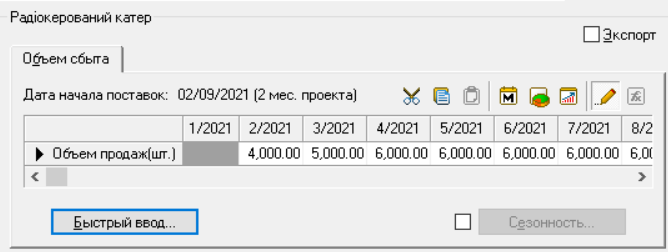 Радіокерований катер
Экспорт
Объем сбыта
Дата начала поставок: 02/09/2021 (2 мес. проекта)
1/2021 2/2021 3/2021 4/2021 5/2021 6/2021 7/2021 8/2
Объем продаж(шт.) 4,000.00 5,000.00 6,000.00 6,000.00 6,000.00 6,000.00 6,00
Быстрый ввод... Сезонность...